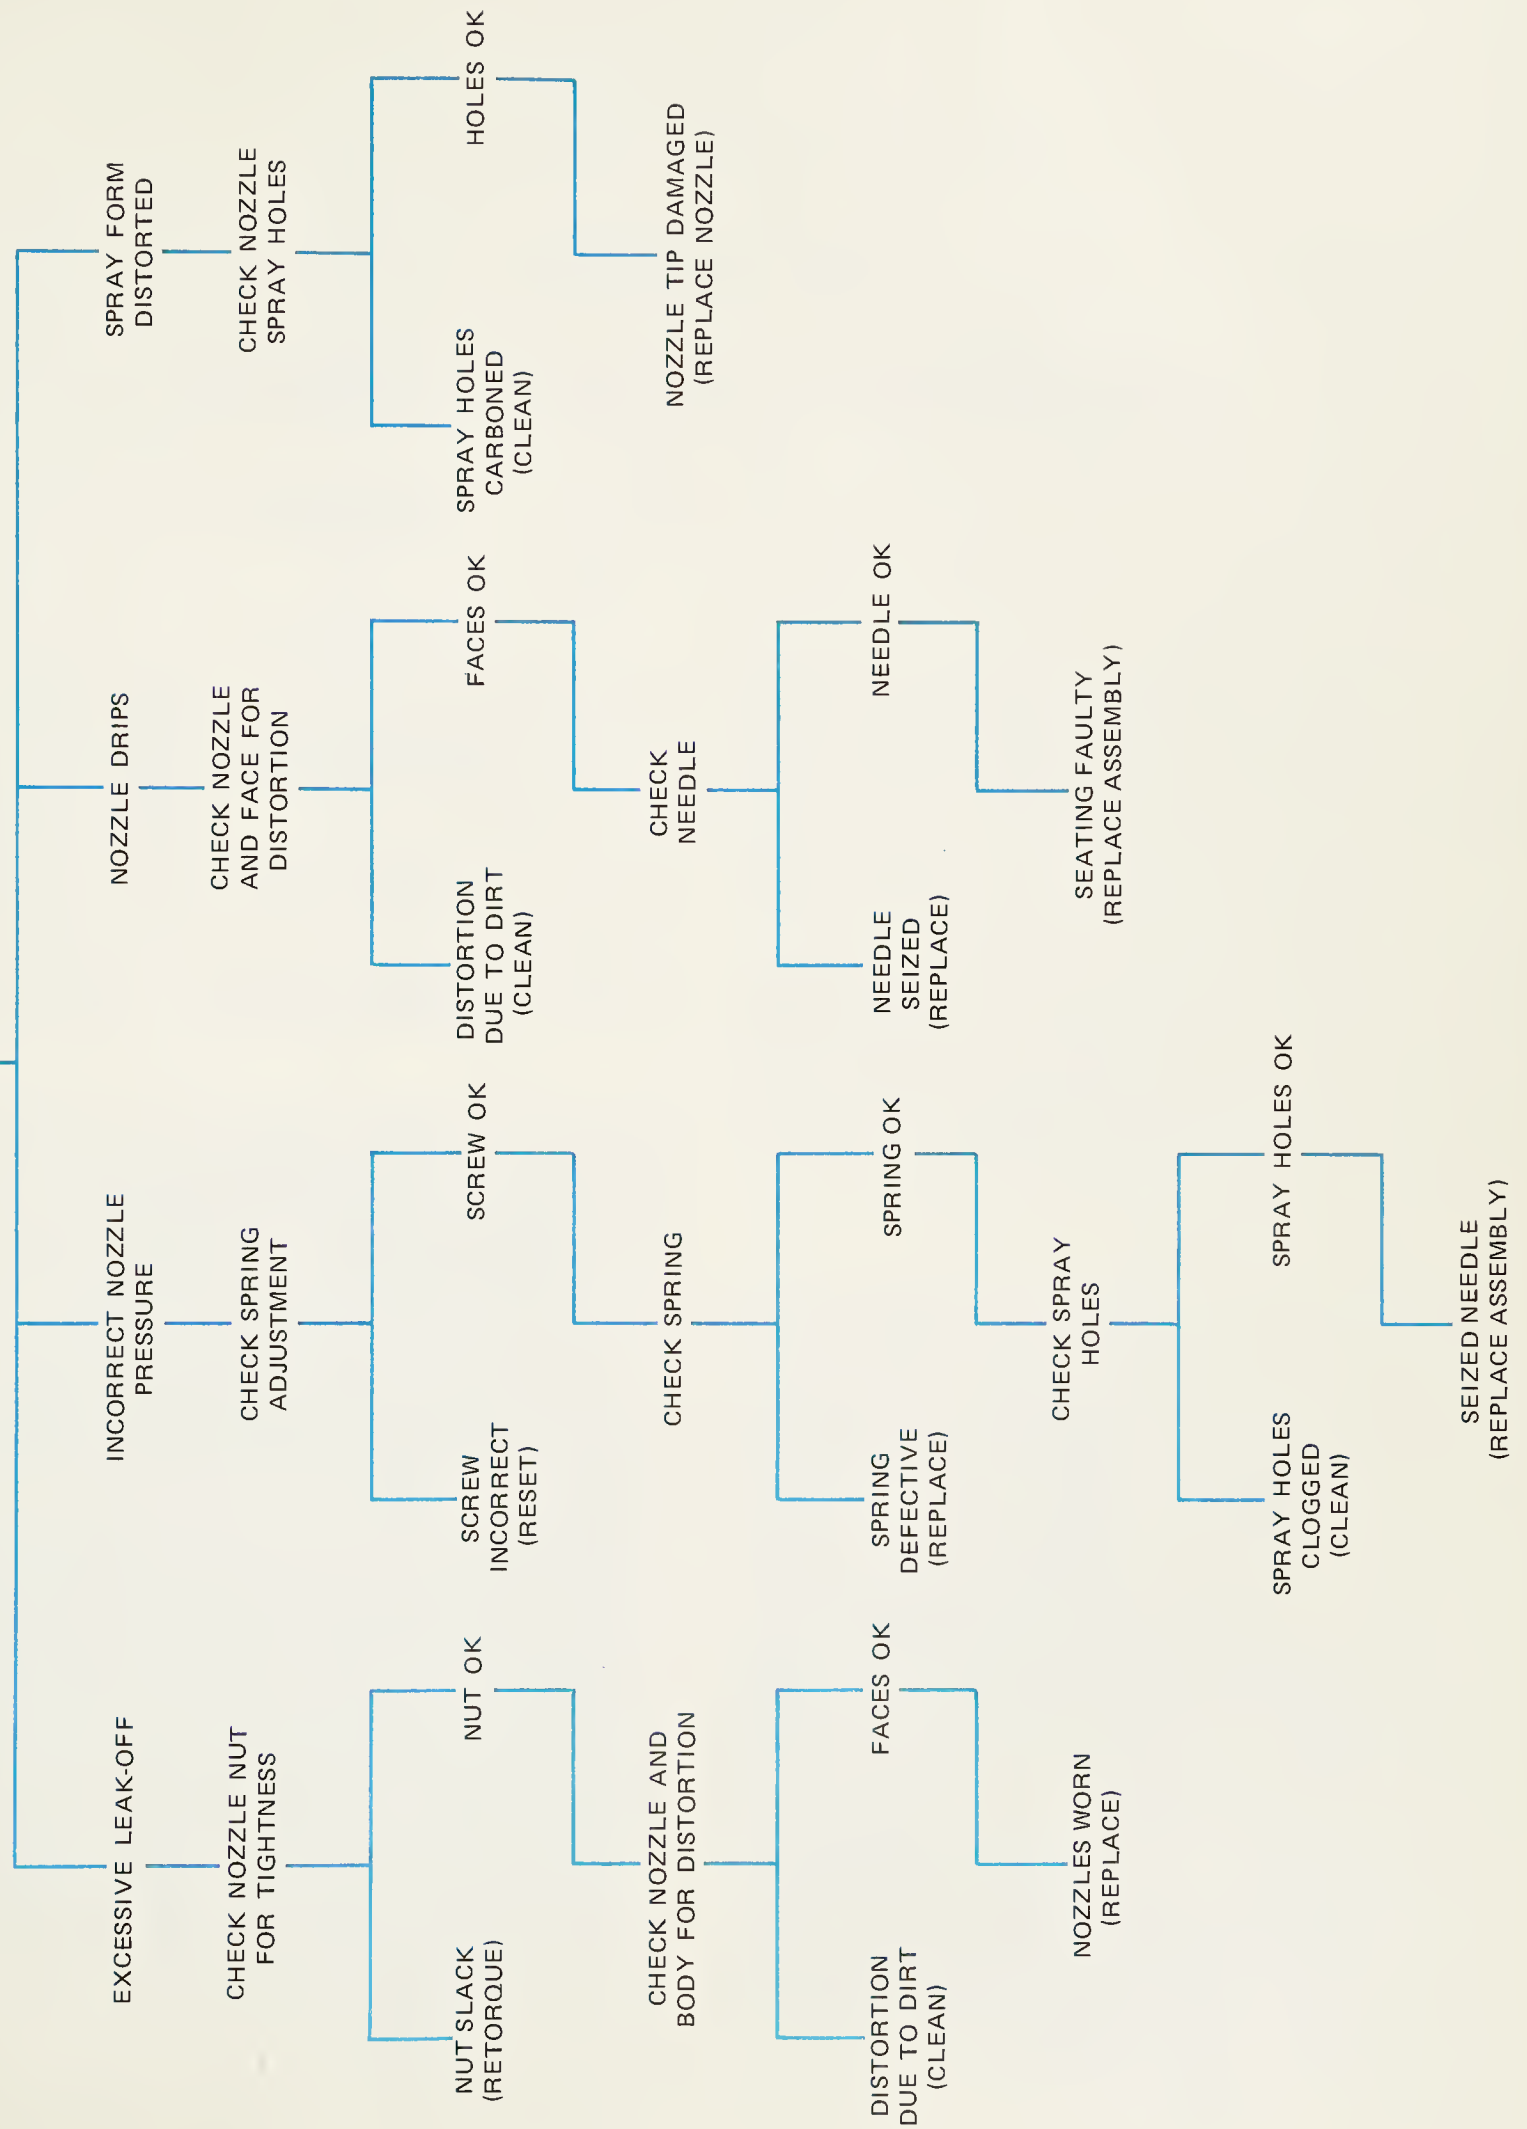 EXCESSIVE LEAK-OFF
CHECK NOZZLE NUT
FOR TIGHTNESS
NUT SLACK
(RETORQUE)
NUT OK
CHECK NOZZLE AND
BODY FOR DISTORTION
DISTORTION
DUE TO DIRT
(CLEAN)
FACES OK
NOZZLES WORN
(REPLACE)
INCORRECT NOZZLE
PRESSURE
CHECK SPRING
ADJUSTMENT
SCREW
INCORRECT
(RESET)
SCREW OK
CHECK SPRING
SPRING
DEFECTIVE
(REPLACE)
SPRING OK
CHECK SPRAY
HOLES
SPRAY HOLES
CLOGGED
(CLEAN)
SPRAY HOLES OK
SEIZED NEEDLE
(REPLACE ASSEMBLY)
NOZZLE DRIPS
CHECK NOZZLE
AND FACE FOR
DISTORTION
DISTORTION
DUE TO DIRT
(CLEAN)
FACES OK
CHECK
NEEDLE
NEEDLE
SEIZED
(REPLACE)
NEEDLE OK
SEATING FAULTY
(REPLACE ASSEMBLY)
SPRAY FORM
DISTORTED
CHECK NOZZLE
SPRAY HOLES
SPRAY HOLES
CARBONED
(CLEAN)
HOLES OK
NOZZLE TIP DAMAGED
(REPLACE NOZZLE)